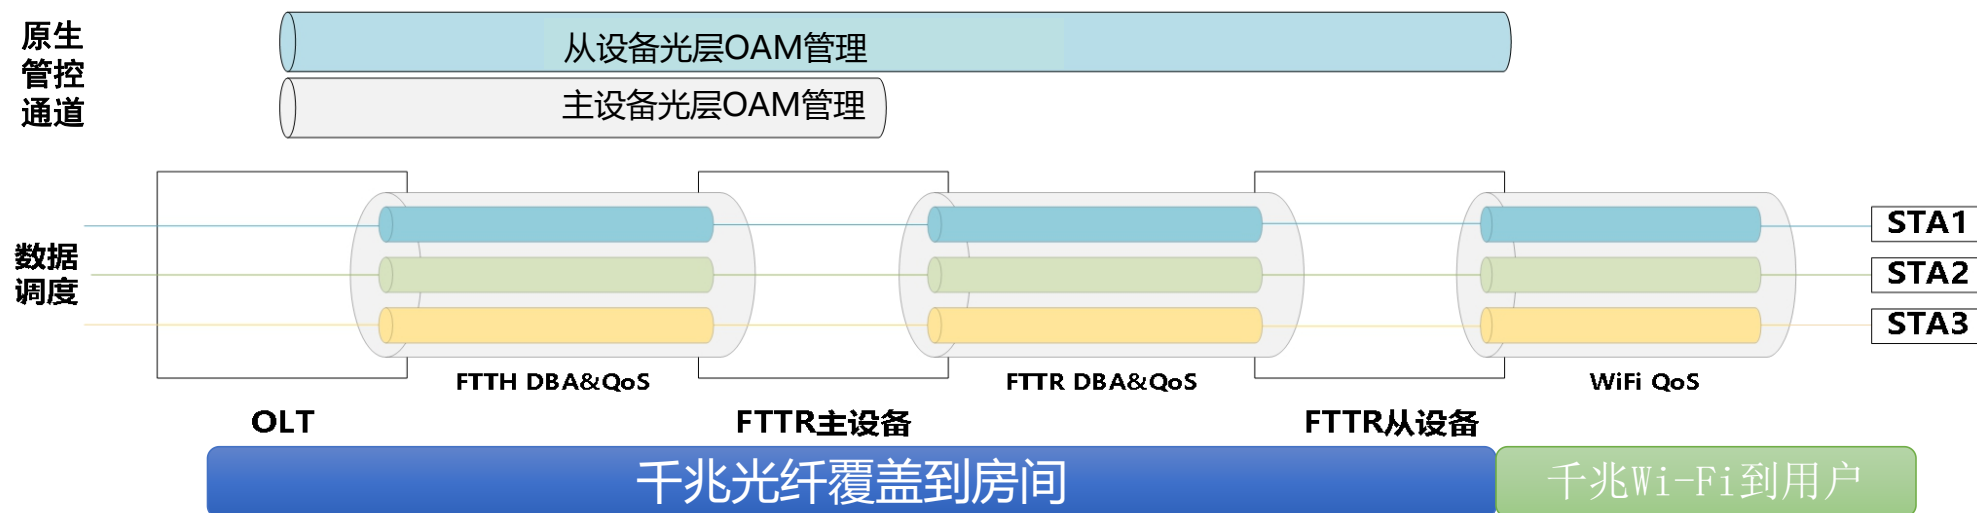 原生
管控
通道
从设备光层OAM管理
主设备光层OAM管理
数据
调度
STA1
STA2
STA3
FTTH DBA&QoS
FTTR DBA&QoS
WiFi QoS
OLT
FTTR主设备
FTTR从设备
千兆光纤覆盖到房间
千兆Wi-Fi到用户